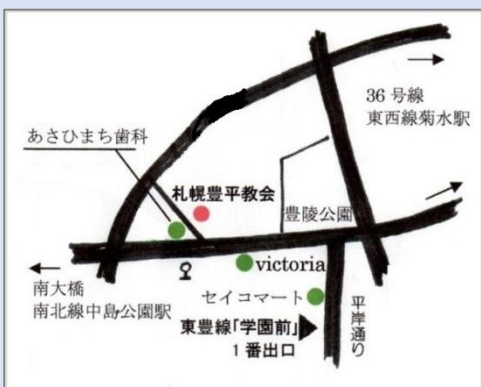 36 号線
東西線菊水駅
あさひまち歯科
札幌豊平教会
豊陵公園
victoria
南大橋
南北線中島公園駅
セイコマート
平岸通り
東豊線「学園前」
1 番出口